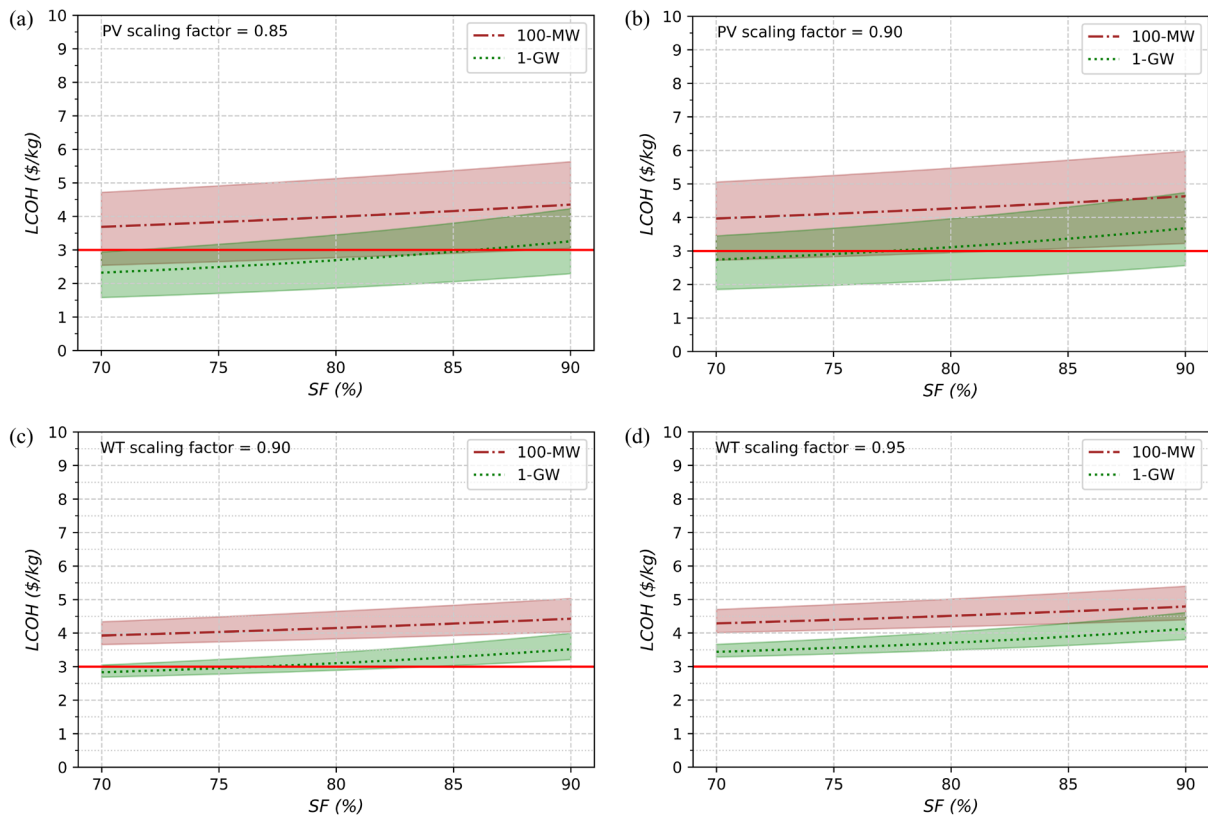 (a)
PV scaling factor = 0.85
100-MW
1-GW
LCOH ($/kg)
10
9
8
7
6
5
4
3
2
1
0
70
75
80
85
90
SF (%)
(b)
PV scaling factor = 0.90
100-MW
1-GW
LCOH ($/kg)
10
9
8
7
6
5
4
3
2
1
0
70
75
80
85
90
SF (%)
(c)
WT scaling factor = 0.90
100-MW
1-GW
LCOH ($/kg)
10
9
8
7
6
5
4
3
2
1
0
70
75
80
85
90
SF (%)
(d)
WT scaling factor = 0.95
100-MW
1-GW
LCOH ($/kg)
10
9
8
7
6
5
4
3
2
1
0
70
75
80
85
90
SF (%)